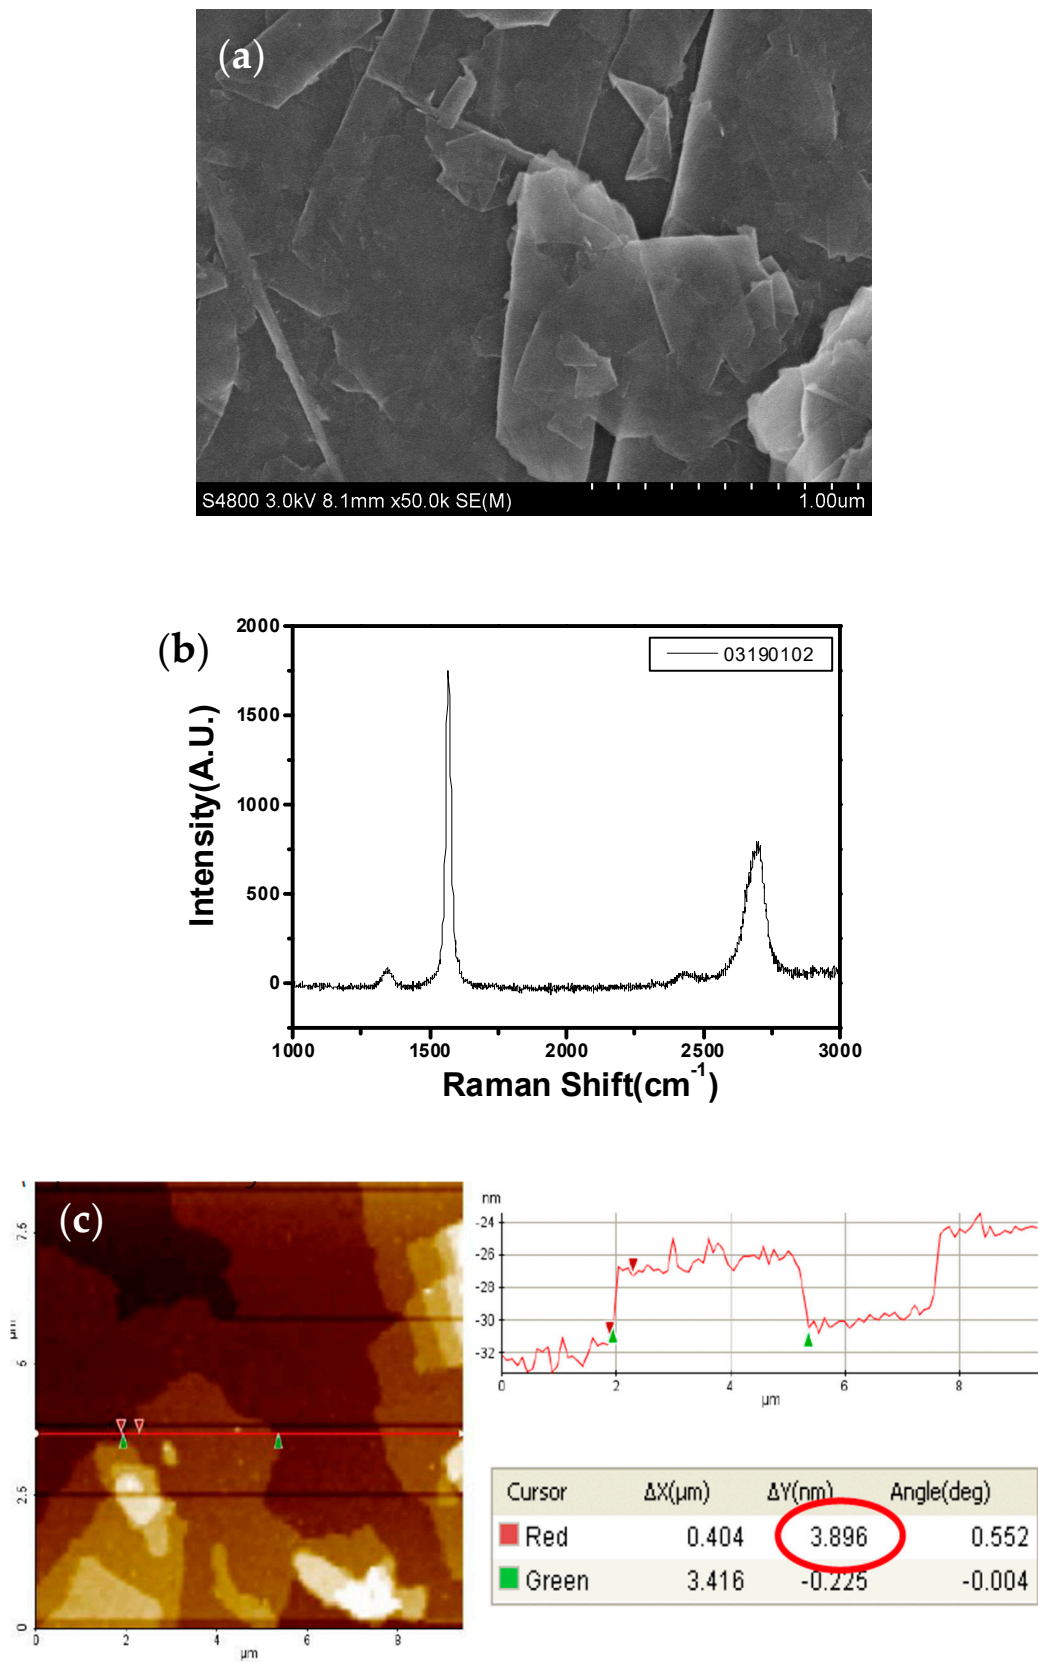 (a)
S4800 3.0kV 8.1mm x50.0k SE(M) 1.00um
(b)
2000
1500
1000
500
0
Intensity(A.U.)
03190102
1000 1500 2000 2500 3000
Raman Shift(cm-1)
(c)
7.5
µm
5
2.5
0
0 2 4 6 8
µm
nm
-24
-26
-28
-30
-32
0 2 4 6 8
µm
Cursor ΔX(µm) ΔY(nm) Angle(deg)
Red 0.404 3.896 0.552
Green 3.416 -0.225 -0.004